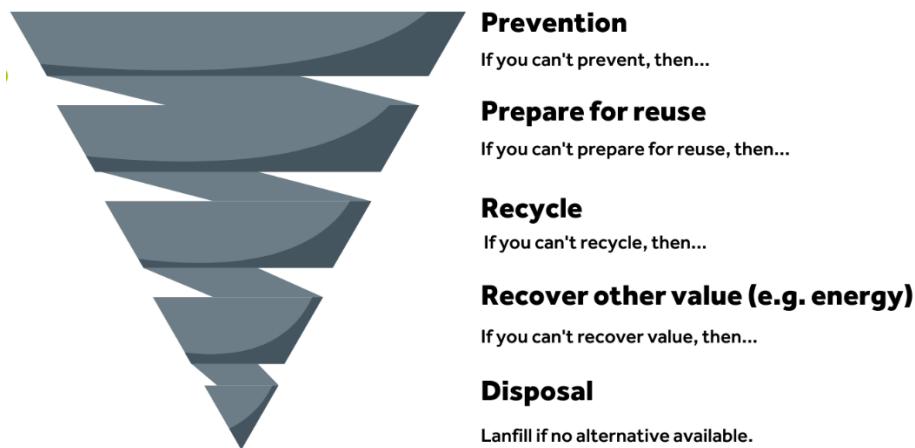 Prevention
If you can't prevent, then...
Prepare for reuse
If you can't prepare for reuse, then...
Recycle
If you can't recycle, then...
Recover other value (e.g. energy)
If you can't recover value, then...
Disposal
Lanfill if no alternative available.